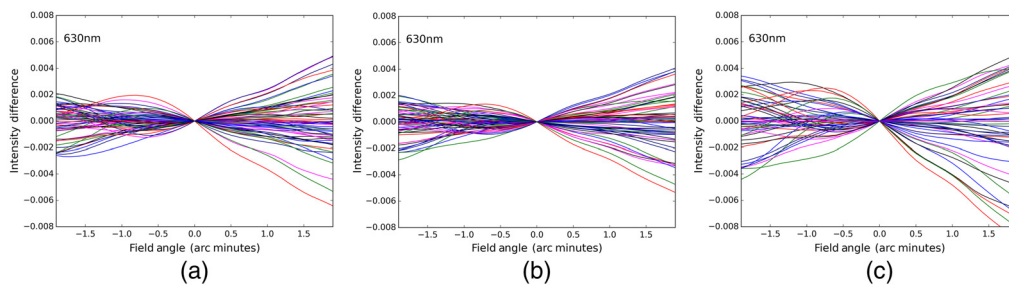 0.008
0.006
0.004
0.002
0.000
−0.002
−0.004
−0.006
−0.008
Intensity difference
630nm
−1.5 −1.0 −0.5 0.0 0.5 1.0 1.5
Field angle (arc minutes)
(a)
0.008
0.006
0.004
0.002
0.000
−0.002
−0.004
−0.006
−0.008
Intensity difference
630nm
−1.5 −1.0 −0.5 0.0 0.5 1.0 1.5
Field angle (arc minutes)
(b)
0.008
0.006
0.004
0.002
0.000
−0.002
−0.004
−0.006
−0.008
Intensity difference
630nm
−1.5 −1.0 −0.5 0.0 0.5 1.0 1.5
Field angle (arc minutes)
(c)